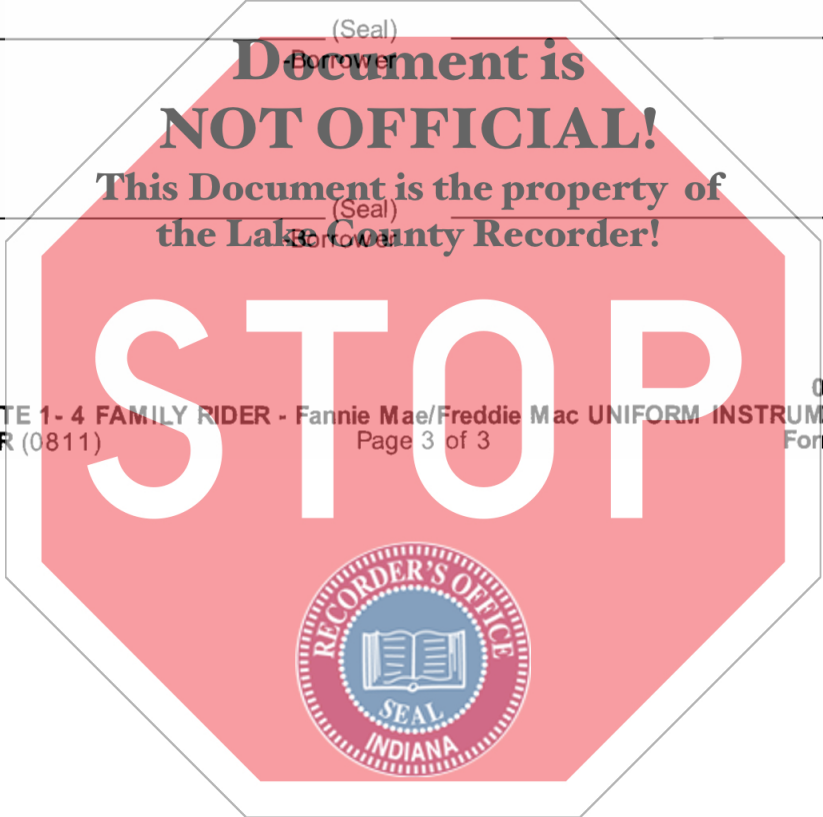 (Seal)
-Borrower
Document is
NOT OFFICIAL!
This Document is the property of
(Seal)
the Lake County Recorder!
-Borrower
STOP
0
TE 1- 4 FAMILY RIDER - Fannie Mae/Freddie Mac UNIFORM INSTRUM
R (0811) Page 3 of 3 For
RECORDER'S OFFICE
SEAL
INDIANA